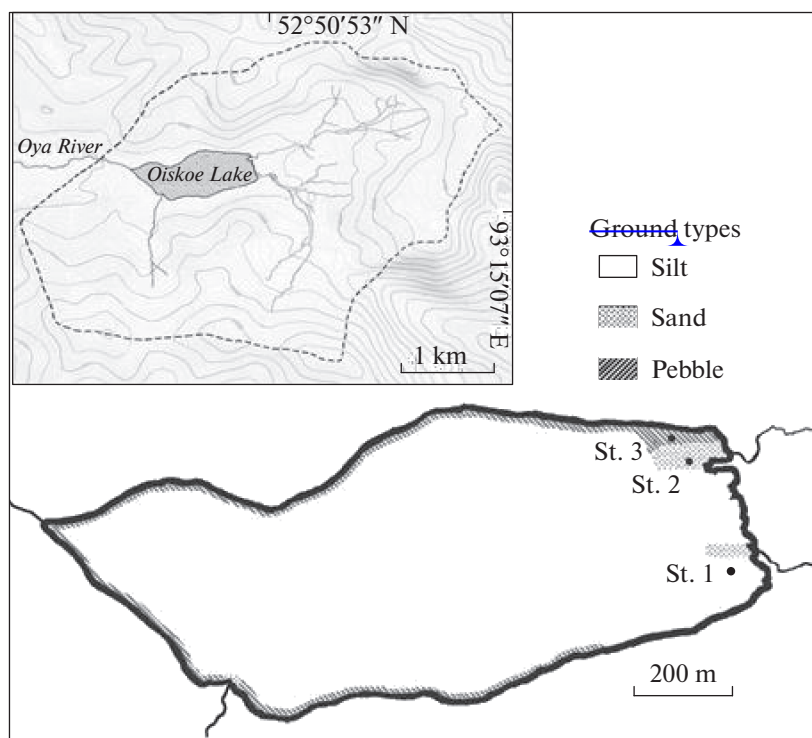 52°50′53″ N
Oya River
Oiskoe Lake
93°15′07″ E
1 km
Ground types
Silt
Sand
Pebble
St. 3
St. 2
St. 1
200 m